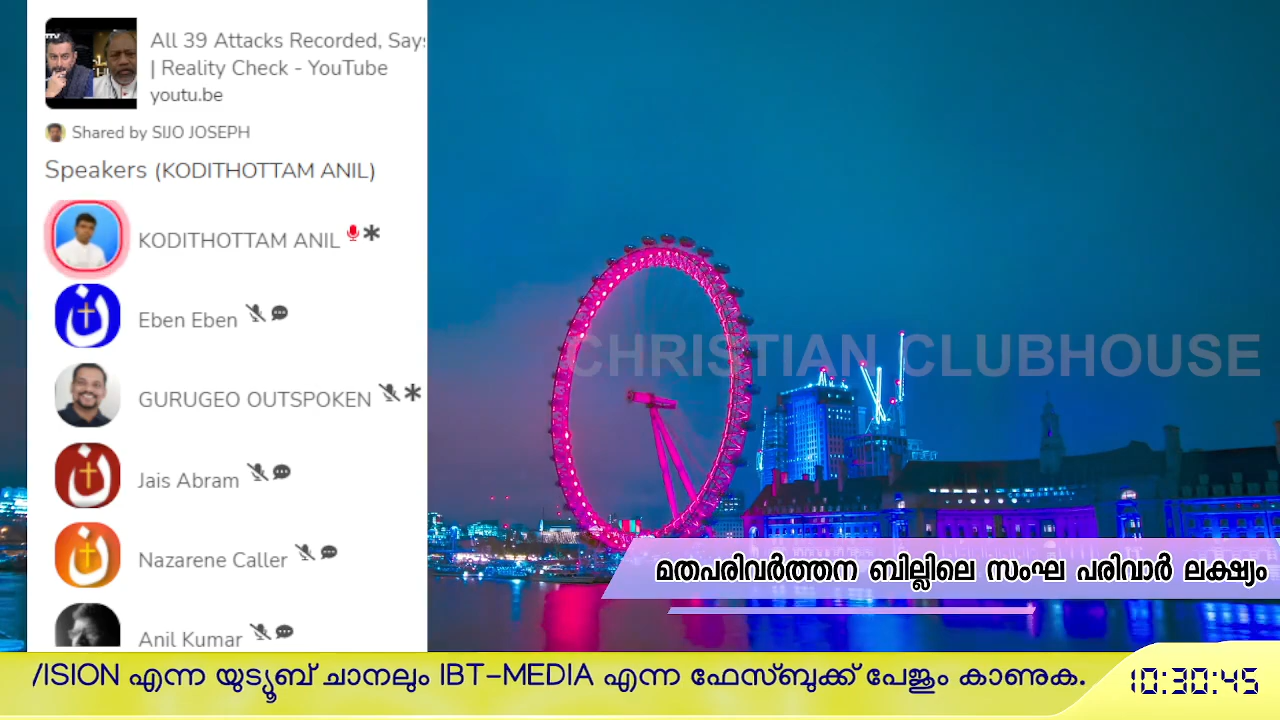 All 39 Attacks Recorded, Says
| Reality Check - YouTube
youtu.be
Shared by SIJO JOSEPH
Speakers (KODITHOTTAM ANIL)
KODITHOTTAM ANIL
Eben Eben
GURUGEO OUTSPOKEN
Jais Abram
Nazarene Caller
Anil Kumar
CHRISTIAN CLUBHOUSE
മതപരിവർത്തന ബില്ലിലെ സംഘ പരിവാർ ലക്ഷ്യം
VISION എന്ന യുട്യൂബ് ചാനലും IBT-MEDIA എന്ന ഫേസ്ബുക്ക് പേജും കാണുക.
10:30:45